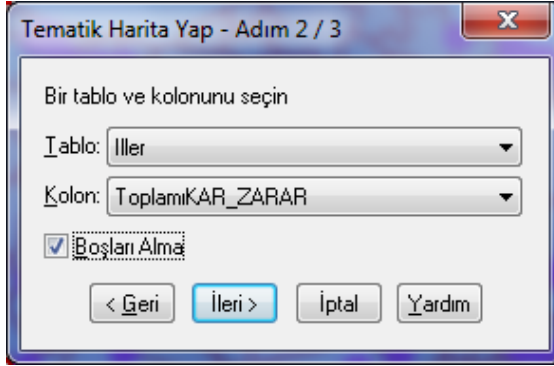 Tematik Harita Yap - Adım 2 / 3
Bir tablo ve kolonunu seçin
Tablo: Iller
Kolon: ToplamıKAR_ZARAR
Boşları Alma
< Geri İleri > İptal Yardım